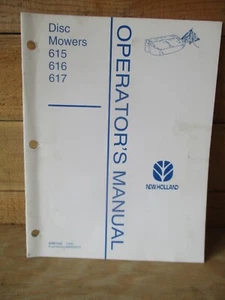 Disc
Mowers
615
616
617
OPERATOR'S MANUAL
NEW HOLLAND